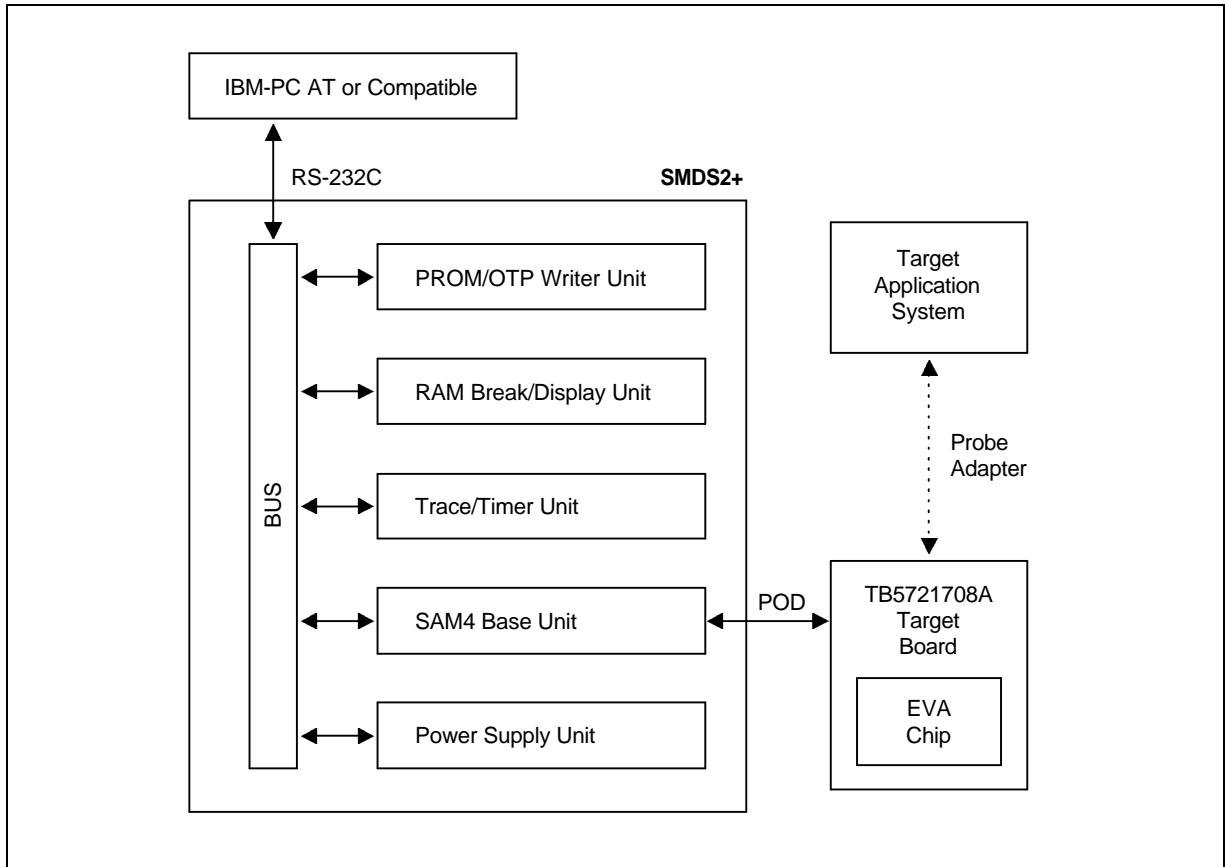 IBM-PC AT or Compatible
RS-232C
SMDS2+
BUS
PROM/OTP Writer Unit
RAM Break/Display Unit
Trace/Timer Unit
SAM4 Base Unit
Power Supply Unit
POD
Target
Application
System
Probe
Adapter
TB5721708A
Target
Board
EVA
Chip